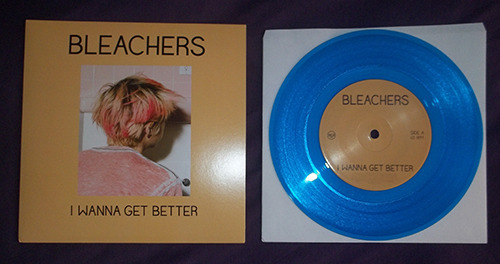 BLEACHERS
I WANNA GET BETTER
BLEACHERS
SIDE A
I WANNA GET BETTER